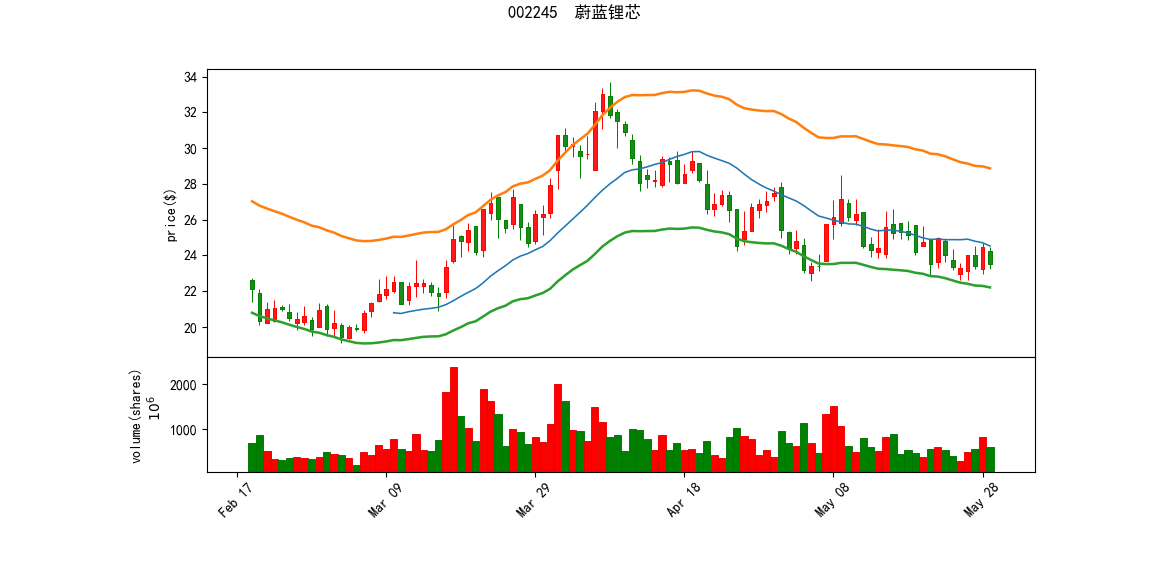 002245 蔚蓝锂芯
price($)
34
32
30
28
26
24
22
20
volume(shares)
10^6
2000
1000
Feb 17
Mar 09
Mar 29
Apr 18
May 08
May 28